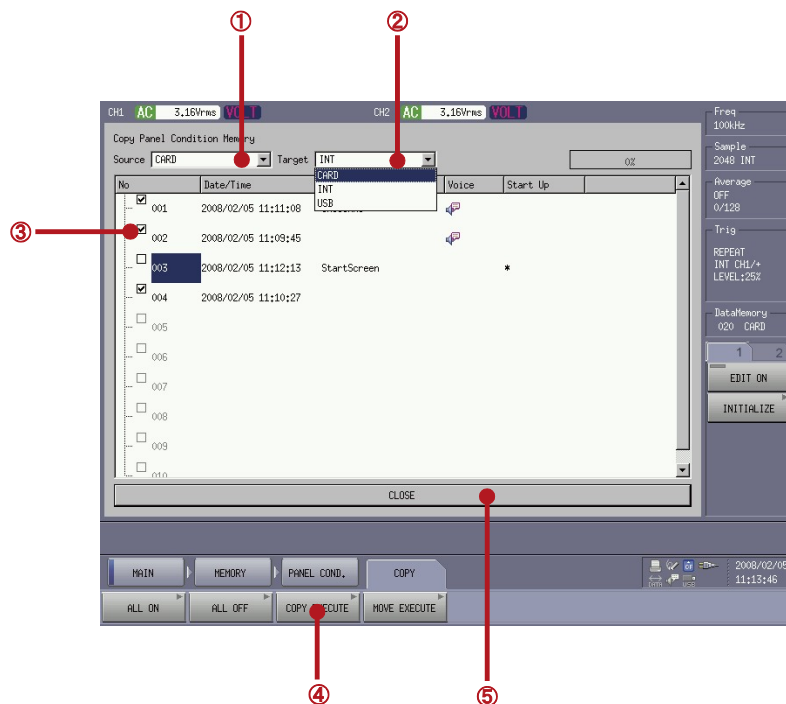 ① ②
CH1 AC 3.16Vrms VOLT CH2 AC 3.16Vrms VOLT
Freq
100kHz
Copy Panel Condition Memory
Source CARD Target INT 0%
CARD
INT
USB
Sample
2048 INT
No Date/Time Voice Start Up
Average
OFF
0/128
001 2008/02/05 11:11:08
③
002 2008/02/05 11:09:45
Trig
REPEAT
INT CH1/+
LEVEL:25%
003 2008/02/05 11:12:13 StartScreen *
004 2008/02/05 11:10:27
DataMemory
020 CARD
005
006
007
008
009
010
1 2
EDIT ON
INITIALIZE
CLOSE
MAIN MEMORY PANEL COND. COPY
DATA USB
2008/02/05
11:13:46
ALL ON ALL OFF COPY EXECUTE MOVE EXECUTE
④ ⑤